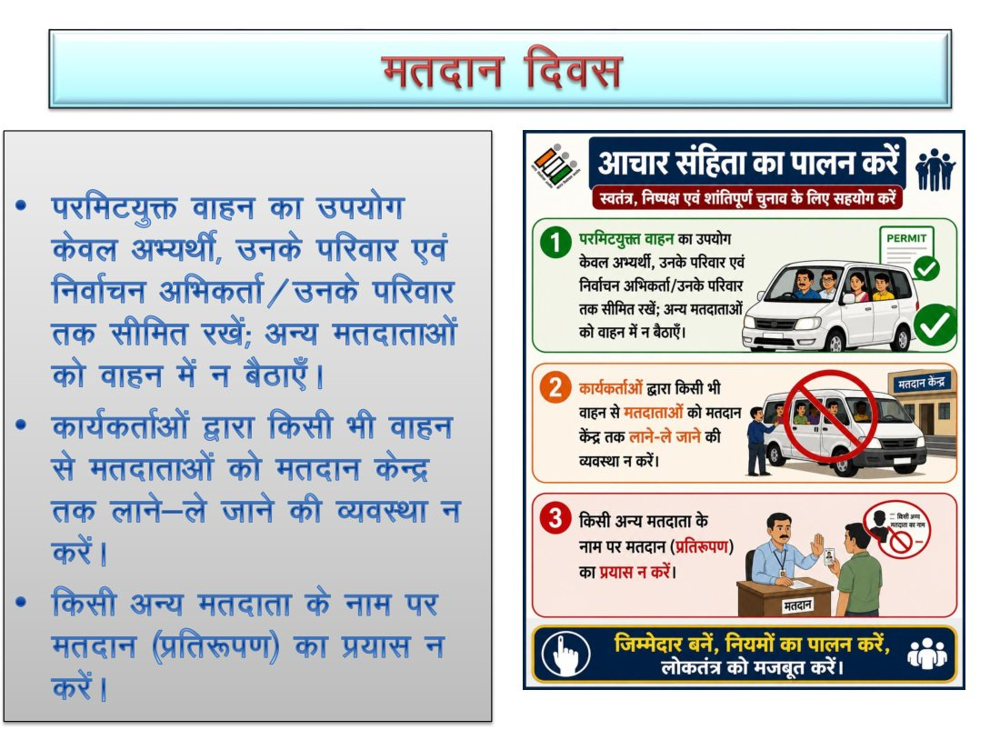 मतदान दिवस
• परमिटयुक्त वाहन का उपयोग
केवल अभ्यर्थी, उनके परिवार एवं
निर्वाचन अभिकर्ता/उनके परिवार
तक सीमित रखें; अन्य मतदाताओं
को वाहन में न बैठाएँ।
• कार्यकर्ताओं द्वारा किसी भी वाहन
से मतदाताओं को मतदान केन्द्र
तक लाने–ले जाने की व्यवस्था न
करें।
• किसी अन्य मतदाता के नाम पर
मतदान (प्रतिरूपण) का प्रयास न
करें।
आचार संहिता का पालन करें
स्वतंत्र, निष्पक्ष एवं शांतिपूर्ण चुनाव के लिए सहयोग करें
1
परमिटयुक्त वाहन का उपयोग
केवल अभ्यर्थी, उनके परिवार एवं
निर्वाचन अभिकर्ता/उनके परिवार
तक सीमित रखें; अन्य मतदाताओं
को वाहन में न बैठाएँ।
PERMIT
2
कार्यकर्ताओं द्वारा किसी भी
वाहन से मतदाताओं को मतदान
केंद्र तक लाने-ले जाने की
व्यवस्था न करें।
मतदान केन्द्र
3
किसी अन्य मतदाता के
नाम पर मतदान (प्रतिरूपण)
का प्रयास न करें।
किसी अन्य
मतदाता का नाम
मतदान
जिम्मेदार बनें, नियमों का पालन करें,
लोकतंत्र को मजबूत करें।